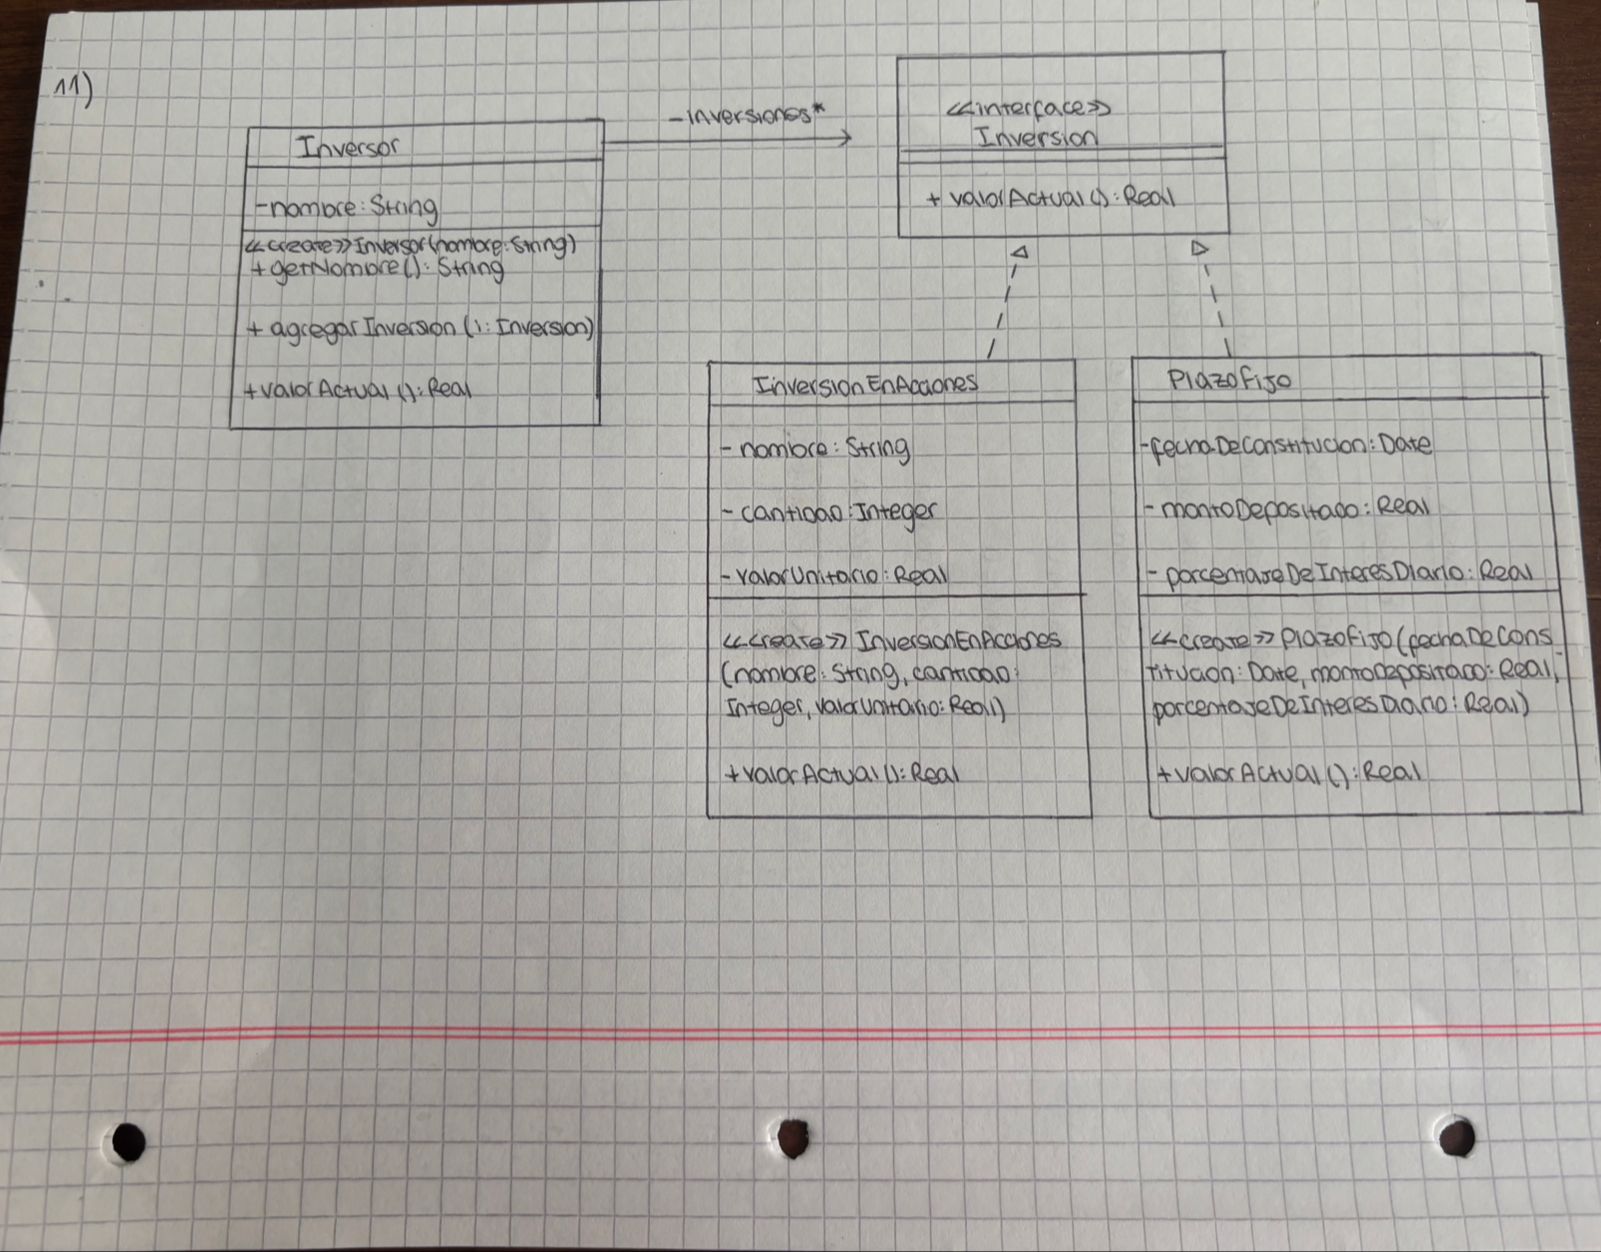 11)
Inversor
-nombre: String
<<create>> Inversor(nombre: String)
+ getNombre(): String
+ agregarInversion (i: Inversion)
+ valorActual (): Real
-inversiones*
<<interface>>
Inversion
+ valorActual (): Real
InversionEnAcciones
- nombre: String
- cantidad: Integer
- valorUnitario: Real
<<create>> InversionEnAcciones
(nombre: String, cantidad:
Integer, valorUnitario: Real)
+ valorActual (): Real
PlazoFijo
-fechaDeConstitucion: Date
- montoDepositado: Real
- porcentajeDeInteresDiario: Real
<<create>> PlazoFijo (fechaDeCons_
titucion: Date, montoDepositado: Real,
porcentajeDeInteresDiario: Real)
+ valorActual (): Real